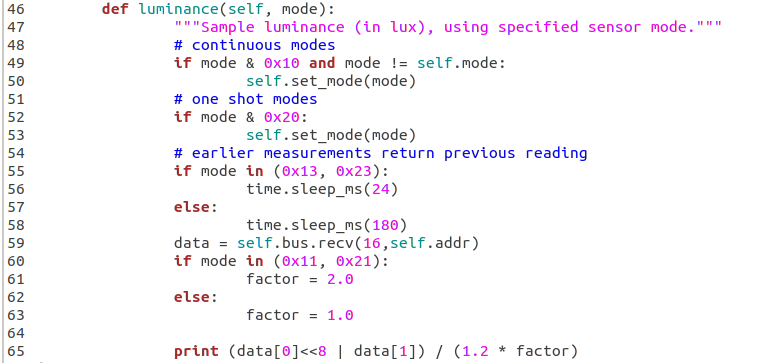 46 def luminance(self, mode):
47 """Sample luminance (in lux), using specified sensor mode."""
48 # continuous modes
49 if mode & 0x10 and mode != self.mode:
50 self.set_mode(mode)
51 # one shot modes
52 if mode & 0x20:
53 self.set_mode(mode)
54 # earlier measurements return previous reading
55 if mode in (0x13, 0x23):
56 time.sleep_ms(24)
57 else:
58 time.sleep_ms(180)
59 data = self.bus.recv(16,self.addr)
60 if mode in (0x11, 0x21):
61 factor = 2.0
62 else:
63 factor = 1.0
64
65 print (data[0]<<8 | data[1]) / (1.2 * factor)